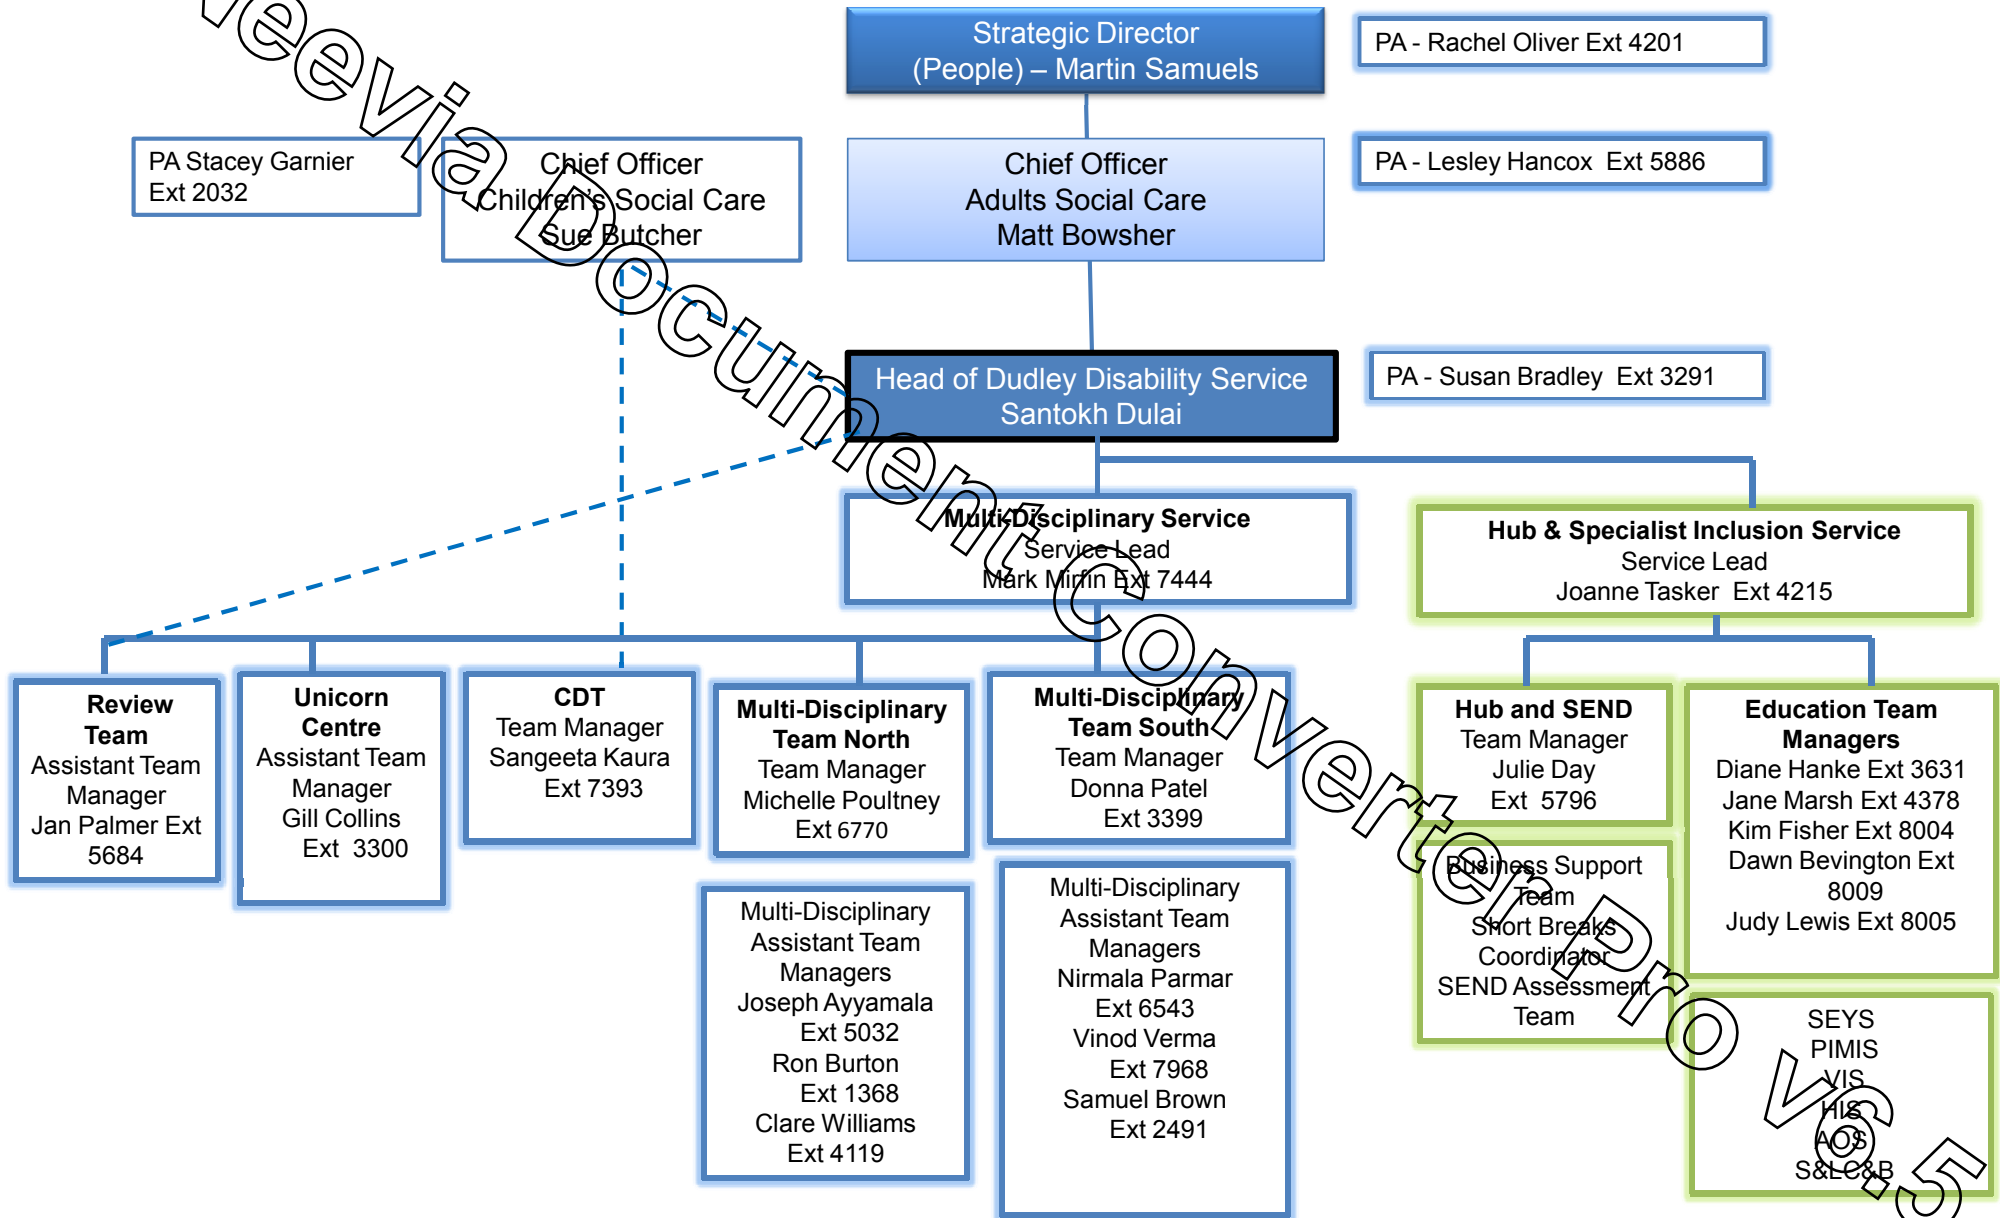 Strategic Director
(People) – Martin Samuels
PA - Rachel Oliver Ext 4201
PA Stacey Garnier
Ext 2032
Chief Officer
Children's Social Care
Sue Butcher
Chief Officer
Adults Social Care
Matt Bowsher
PA - Lesley Hancox Ext 5886
Head of Dudley Disability Service
Santokh Dulai
PA - Susan Bradley Ext 3291
Multi-Disciplinary Service
Service Lead
Mark Mirfin Ext 7444
Hub & Specialist Inclusion Service
Service Lead
Joanne Tasker Ext 4215
Review
Team
Assistant Team
Manager
Jan Palmer Ext
5684
Unicorn
Centre
Assistant Team
Manager
Gill Collins
Ext 3300
CDT
Team Manager
Sangeeta Kaura
Ext 7393
Multi-Disciplinary
Team North
Team Manager
Michelle Poultney
Ext 6770
Multi-Disciplinary
Team South
Team Manager
Donna Patel
Ext 3399
Hub and SEND
Team Manager
Julie Day
Ext 5796
Education Team
Managers
Diane Hanke Ext 3631
Jane Marsh Ext 4378
Kim Fisher Ext 8004
Dawn Bevington Ext
8009
Judy Lewis Ext 8005
Multi-Disciplinary
Assistant Team
Managers
Joseph Ayyamala
Ext 5032
Ron Burton
Ext 1368
Clare Williams
Ext 4119
Multi-Disciplinary
Assistant Team
Managers
Nirmala Parmar
Ext 6543
Vinod Verma
Ext 7968
Samuel Brown
Ext 2491
Business Support
Team
Short Breaks
Coordinator
SEND Assessment
Team
SEYS
PIMIS
VIS
HIS
AOS
S&LC&B
Neevia Document Converter Pro v6.5